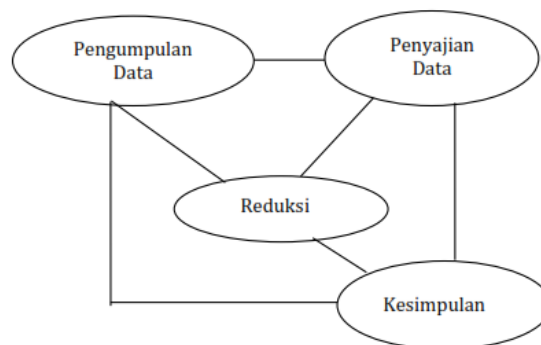 Pengumpulan
Data
Penyajian
Data
Reduksi
Kesimpulan